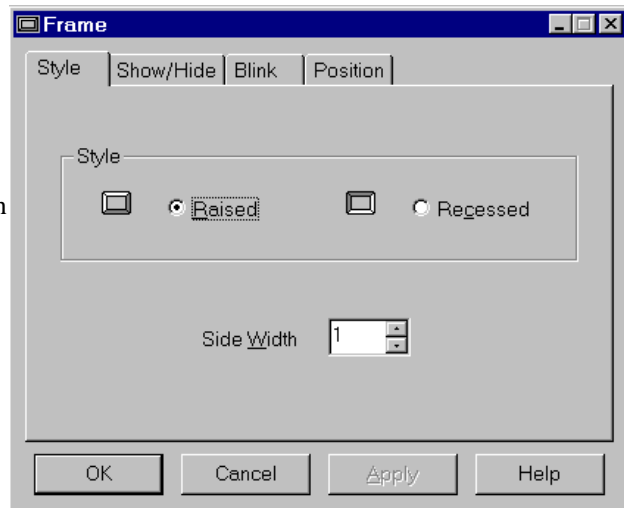 Frame
Style Show/Hide Blink Position
Style
Raised Recessed
Side Width 1
OK Cancel Apply Help